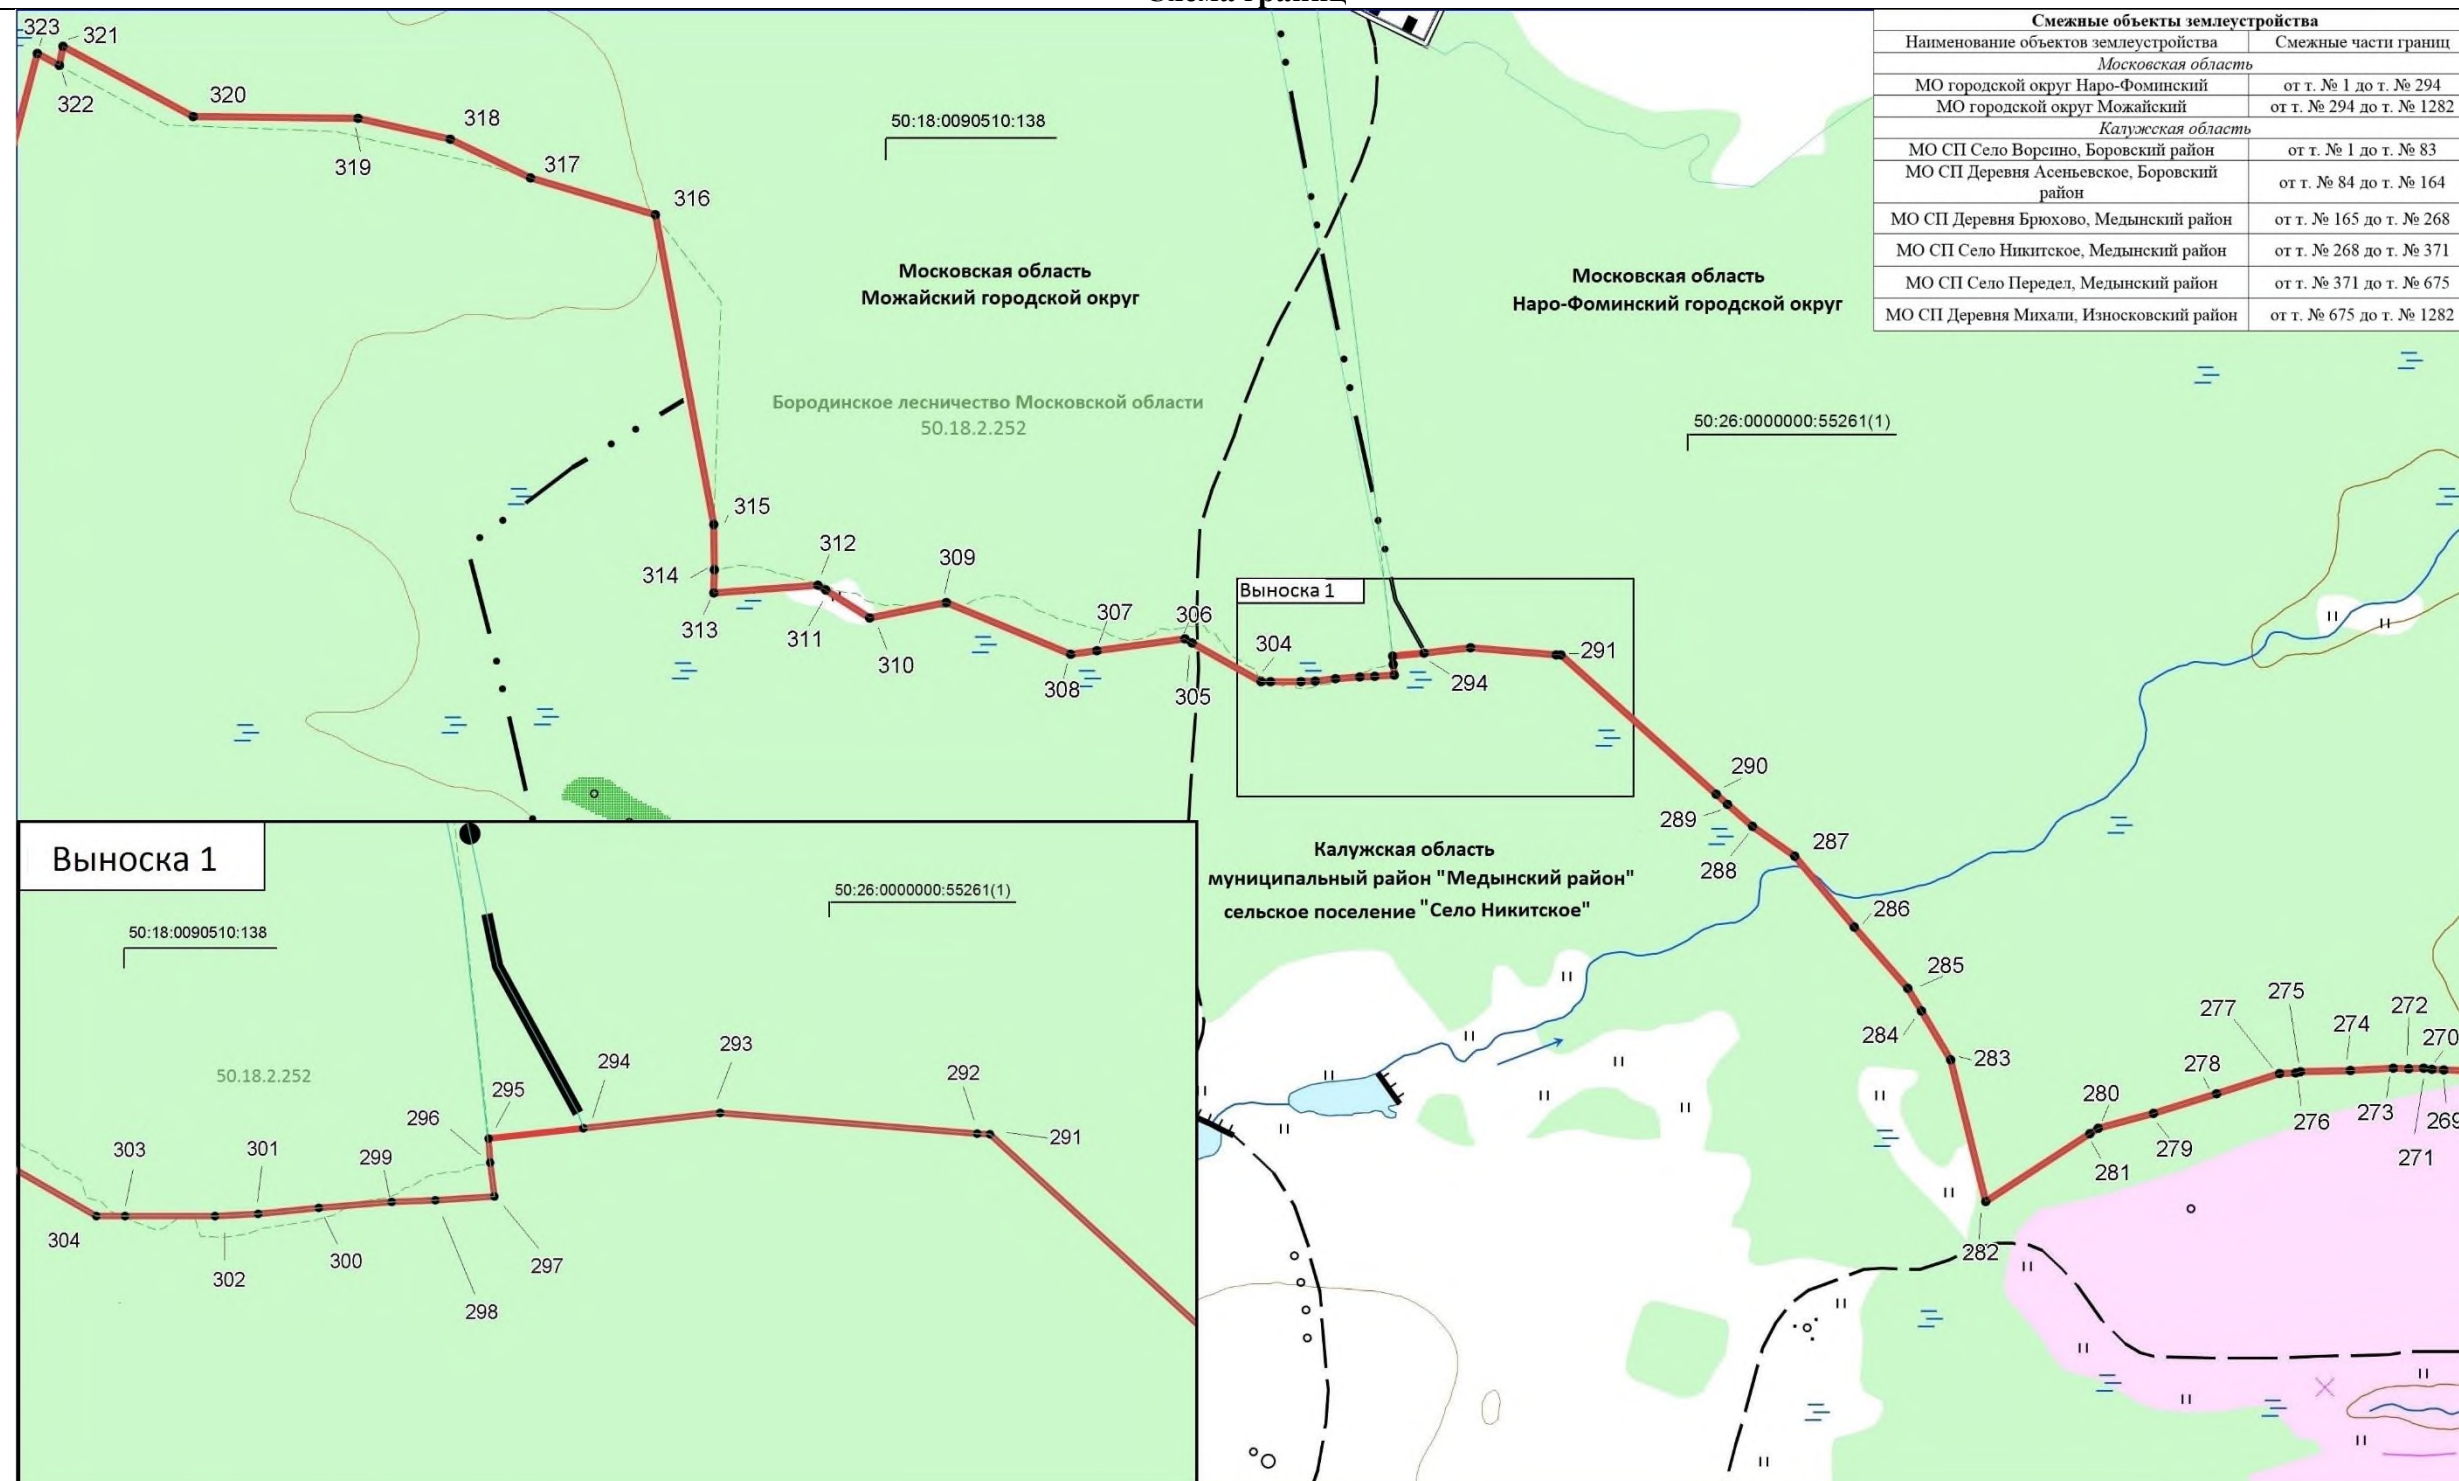 Схема границ
323
321
322
320
319
318
317
316
50:18:0090510:138
Московская область
Можайский городской округ
Московская область
Наро-Фоминский городской округ
Смежные объекты землеустройства
Наименование объектов землеустройства Смежные части границ
Московская область
МО городской округ Наро-Фоминский от т. № 1 до т. № 294
МО городской округ Можайский от т. № 294 до т. № 1282
Калужская область
МО СП Село Ворсино, Боровский район от т. № 1 до т. № 83
МО СП Деревня Асеньевское, Боровский
район от т. № 84 до т. № 164
МО СП Деревня Брюхово, Медынский район от т. № 165 до т. № 268
МО СП Село Никитское, Медынский район от т. № 268 до т. № 371
МО СП Село Передел, Медынский район от т. № 371 до т. № 675
МО СП Деревня Михали, Износковский район от т. № 675 до т. № 1282
Бородинское лесничество Московской области
50.18.2.252
50:26:0000000:55261(1)
315
314
313
312
311
310
309
308
307
306
305
304
Выноска 1
294
291
290
289
288
287
286
285
284
283
282
281
280
279
278
277
276
275
274
273
272
271
270
269
Калужская область
муниципальный район "Медынский район"
сельское поселение "Село Никитское"
Выноска 1
50:18:0090510:138
50:26:0000000:55261(1)
50.18.2.252
304
303
302
301
300
299
298
297
296
295
294
293
292
291